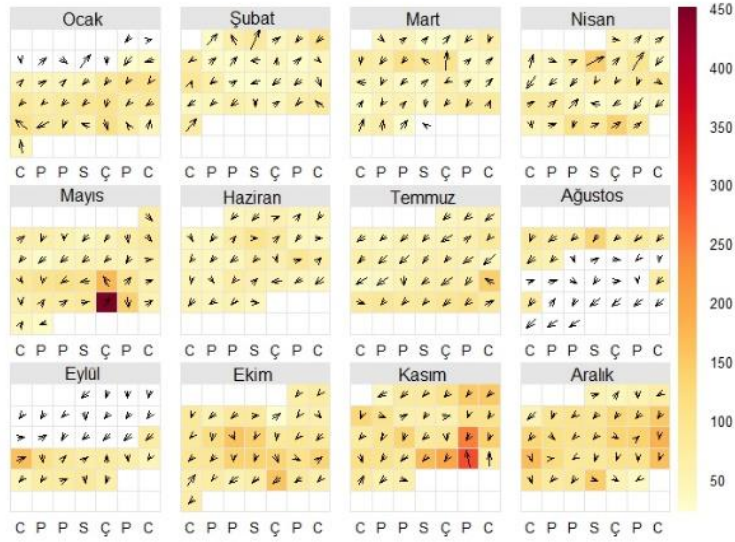 Ocak Şubat Mart Nisan
C P P S Ç P C C P P S Ç P C C P P S Ç P C C P P S Ç P C
Mayıs Haziran Temmuz Ağustos
C P P S Ç P C C P P S Ç P C C P P S Ç P C C P P S Ç P C
Eylül Ekim Kasım Aralık
C P P S Ç P C C P P S Ç P C C P P S Ç P C C P P S Ç P C
450
400
350
300
250
200
150
100
50